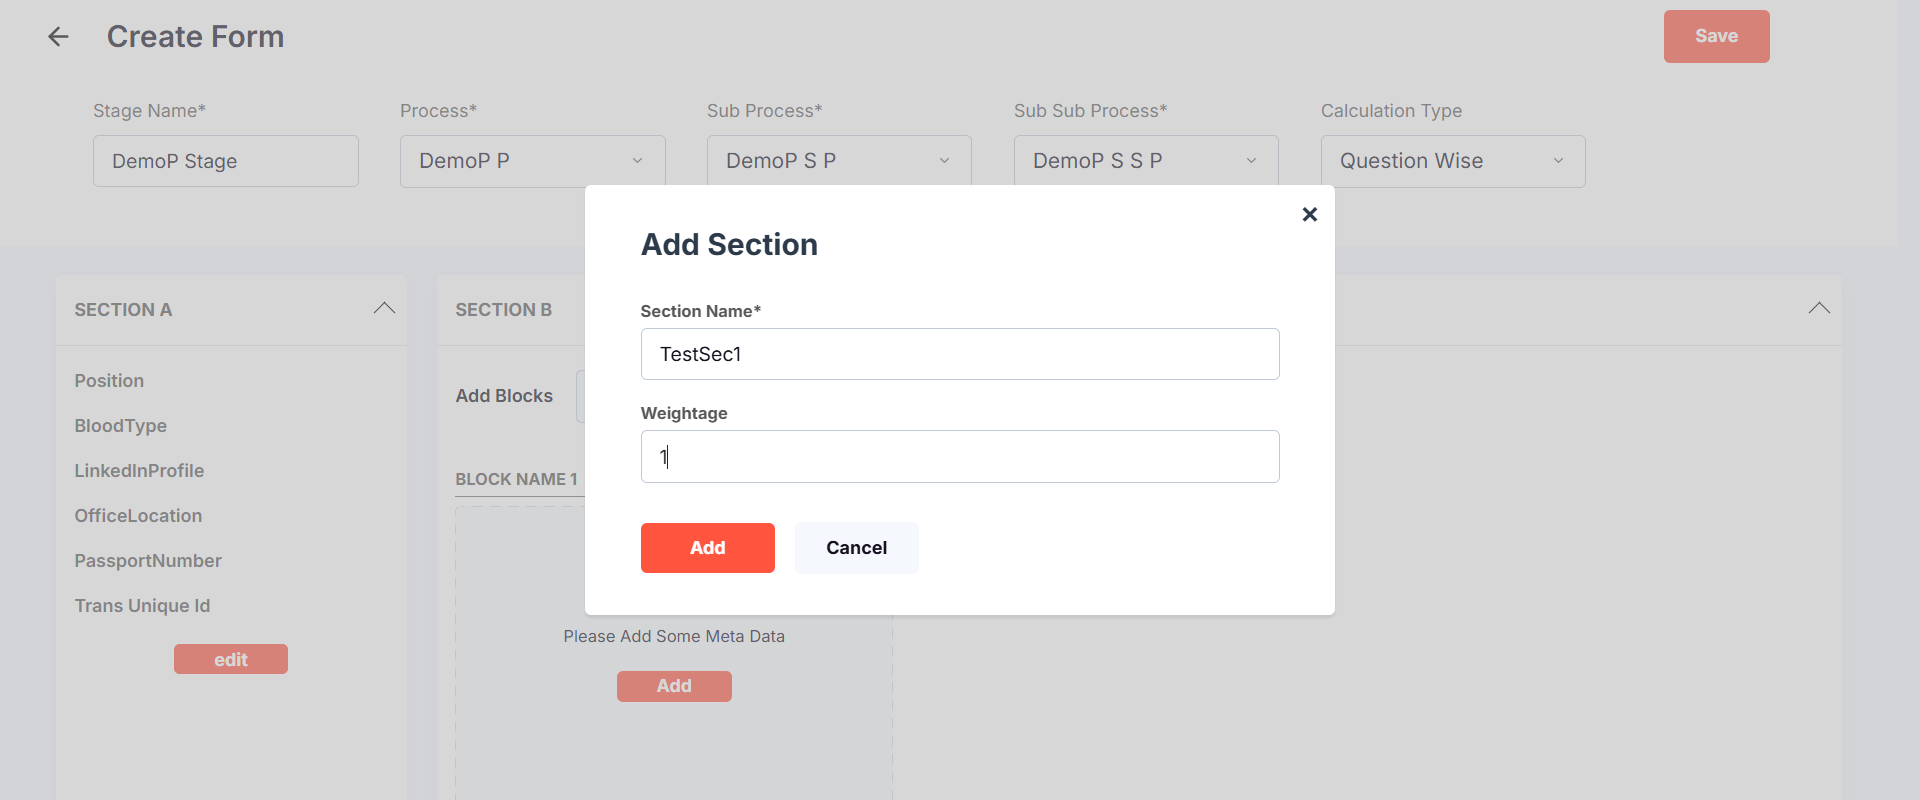 Create Form
Save
Stage Name*
Process*
Sub Process*
Sub Sub Process*
Calculation Type
DemoP Stage
DemoP P
DemoP S P
DemoP S S P
Question Wise
Add Section
Section Name*
TestSec1
Weightage
1
Add
Cancel
SECTION A
Position
BloodType
LinkedInProfile
OfficeLocation
PassportNumber
Trans Unique Id
edit
SECTION B
Add Blocks
BLOCK NAME 1
Please Add Some Meta Data
Add